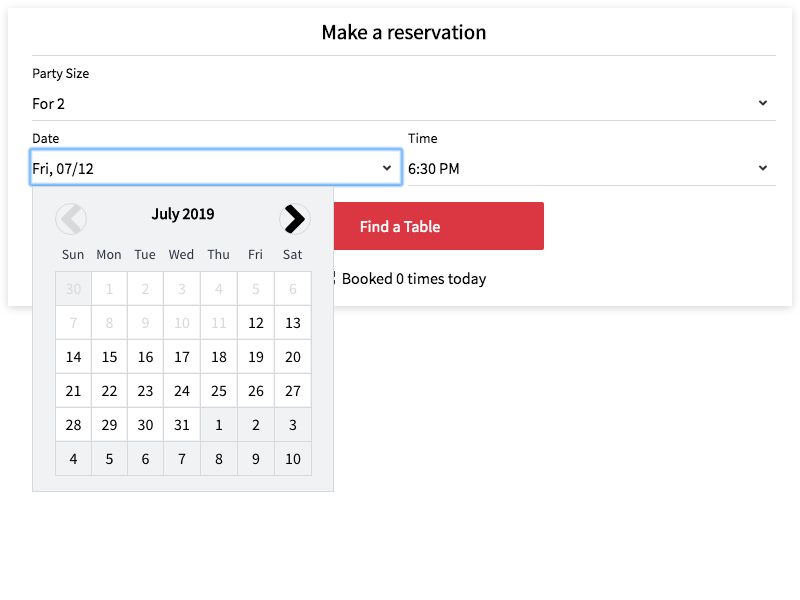 Make a reservation
Party Size
For 2
Date Time
Fri, 07/12 6:30 PM
July 2019
Find a Table
Sun Mon Tue Wed Thu Fri Sat
Booked 0 times today
30 1 2 3 4 5 6
7 8 9 10 11 12 13
14 15 16 17 18 19 20
21 22 23 24 25 26 27
28 29 30 31 1 2 3
4 5 6 7 8 9 10